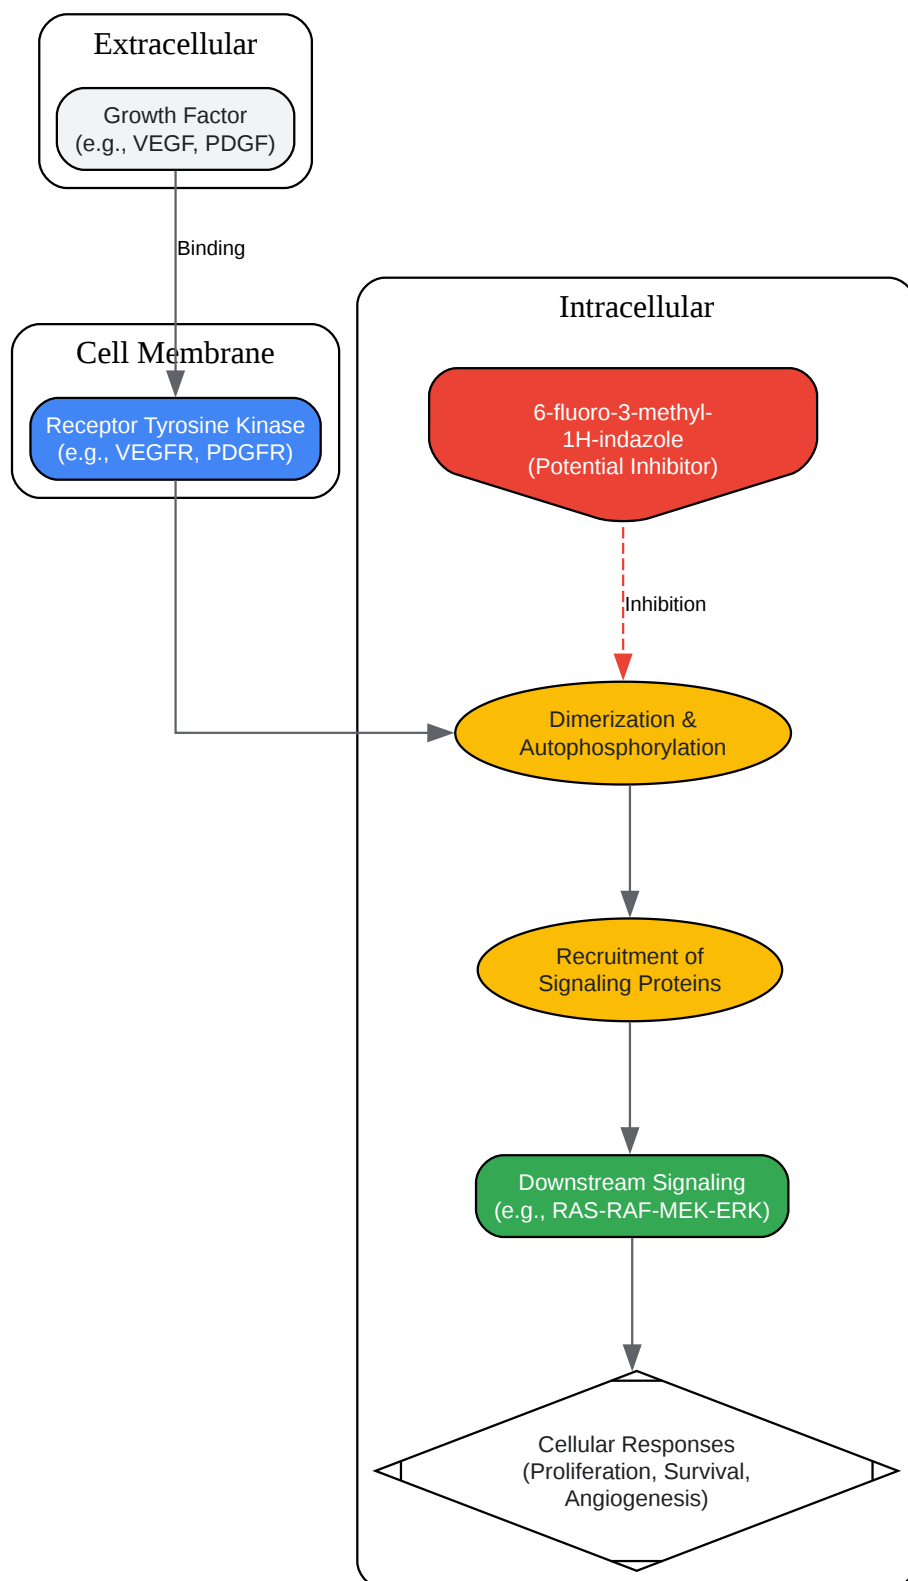 Extracellular
Growth Factor
(e.g., VEGF, PDGF)
Binding
Cell Membrane
Receptor Tyrosine Kinase
(e.g., VEGFR, PDGFR)
Intracellular
6-fluoro-3-methyl-
1H-indazole
(Potential Inhibitor)
Inhibition
Dimerization &
Autophosphorylation
Recruitment of
Signaling Proteins
Downstream Signaling
(e.g., RAS-RAF-MEK-ERK)
Cellular Responses
(Proliferation, Survival,
Angiogenesis)